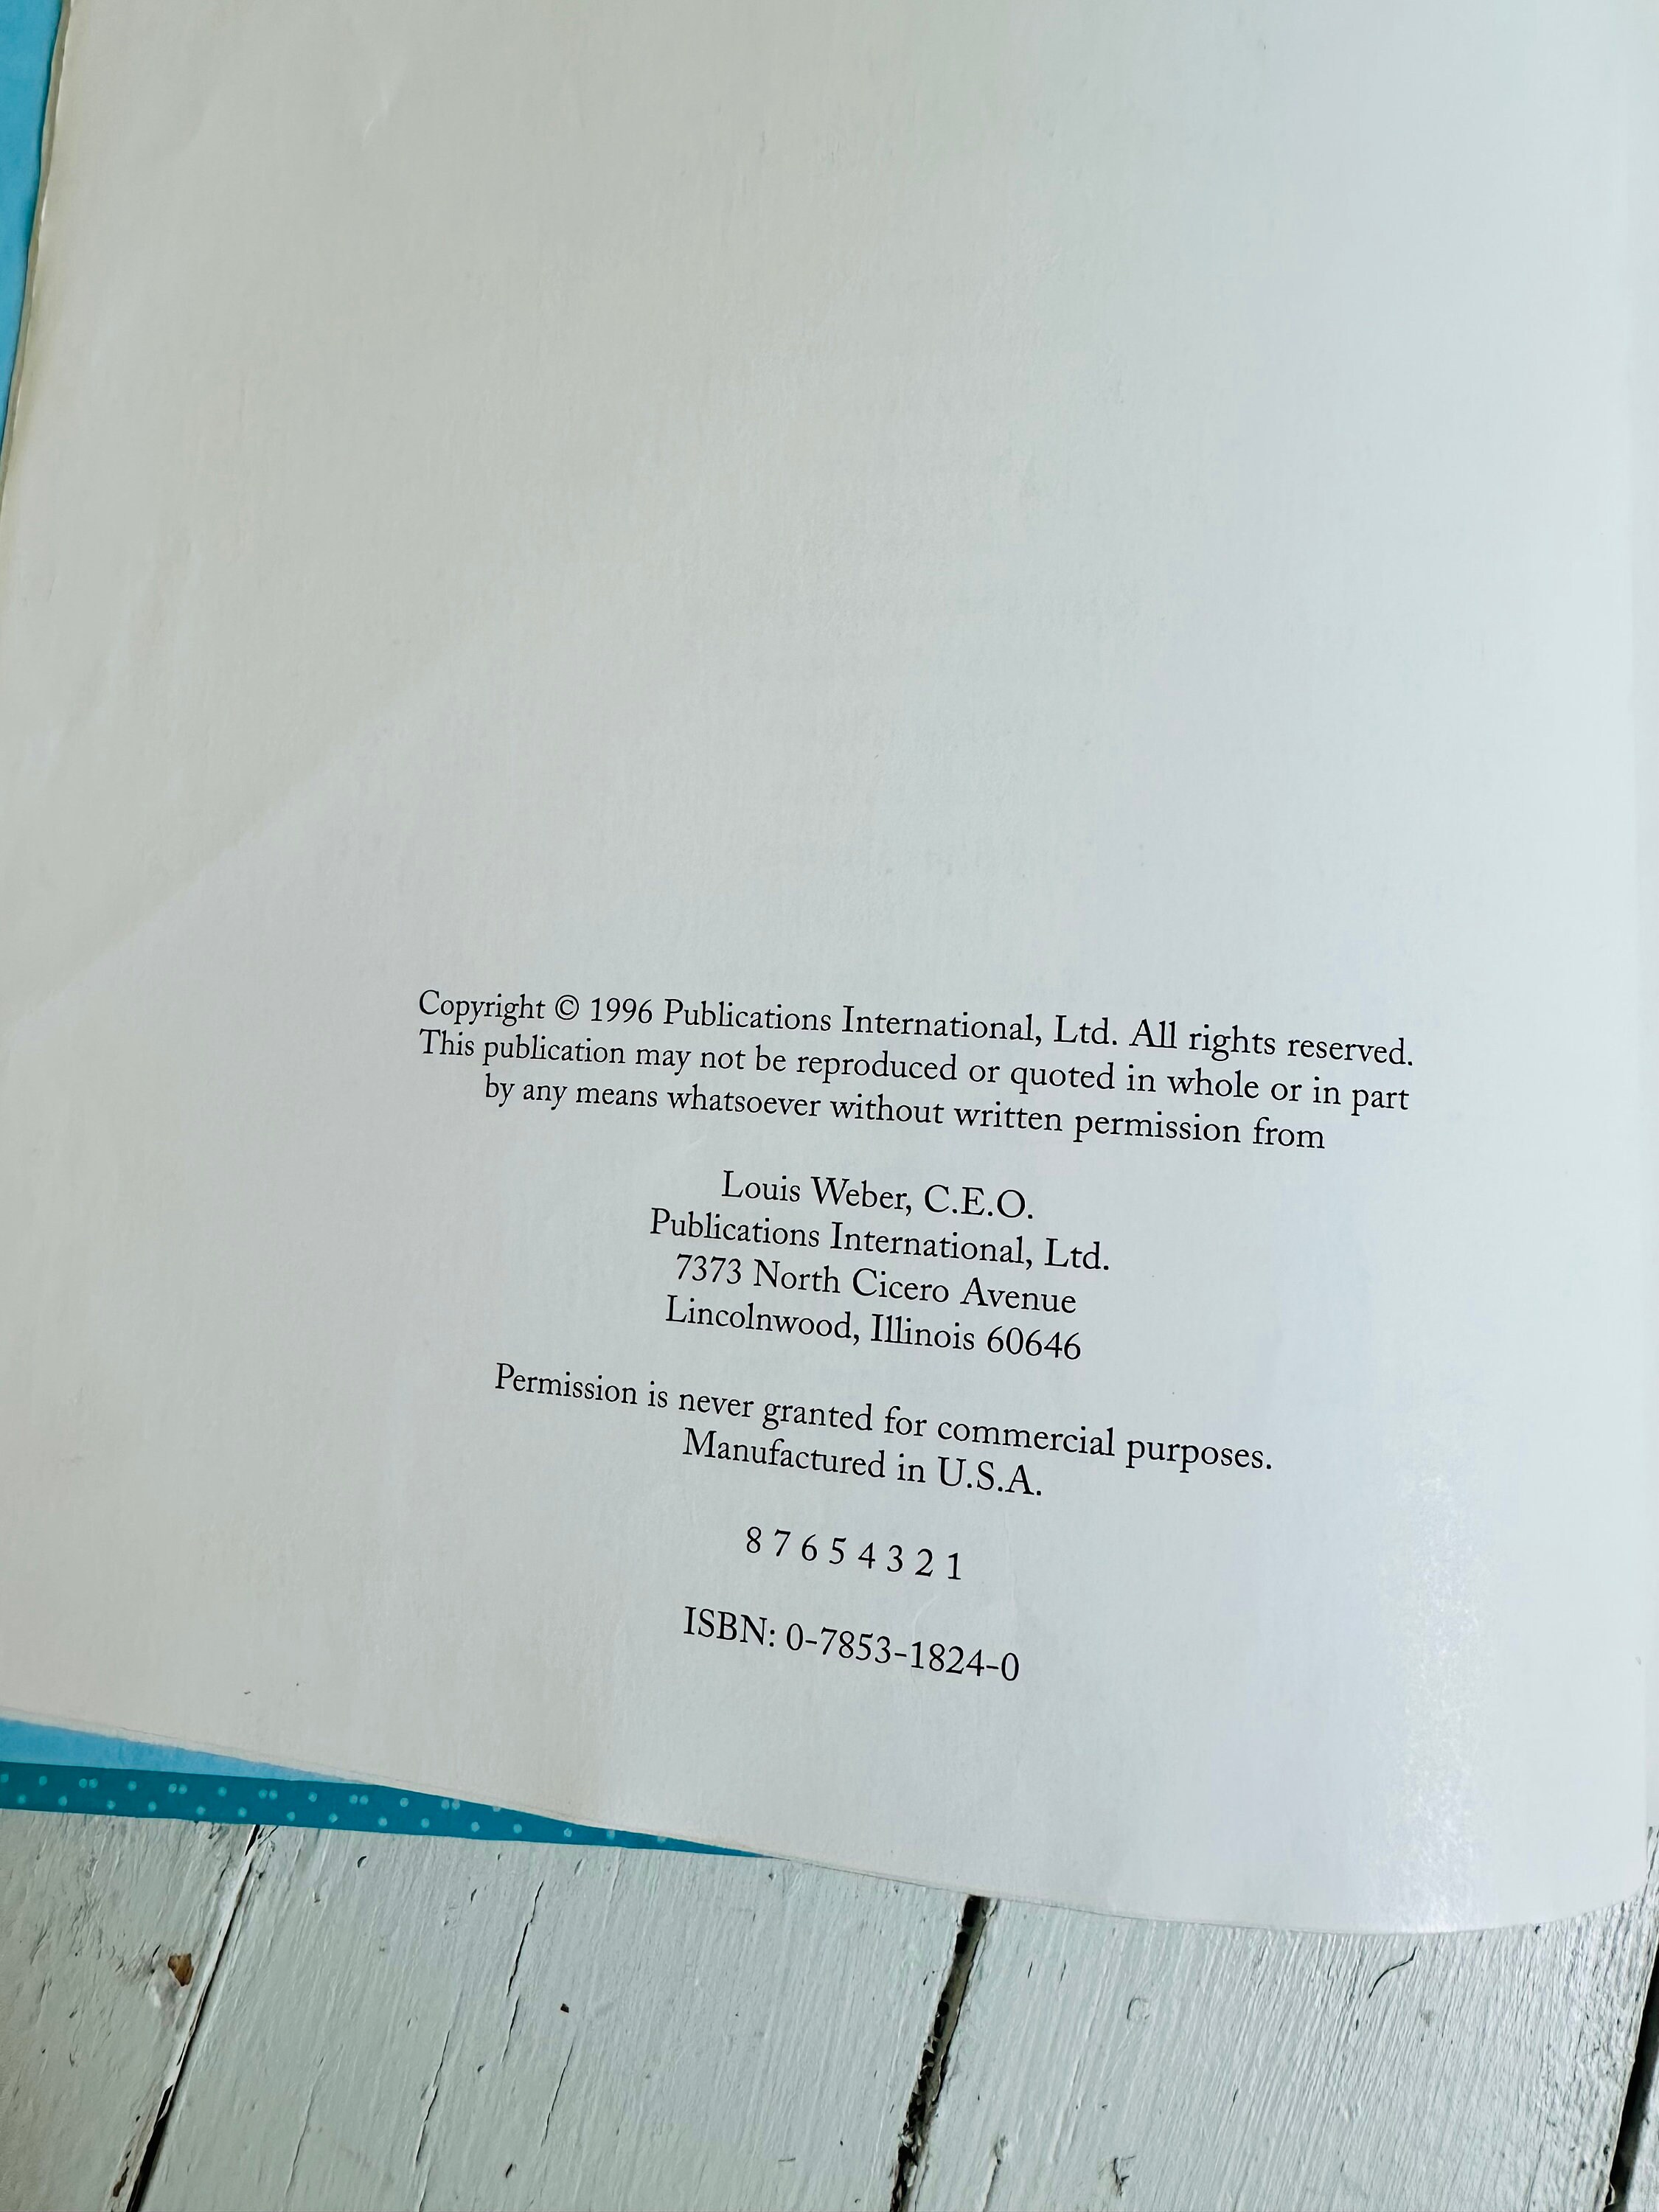 Copyright © 1996 Publications International, Ltd. All rights reserved.
This publication may not be reproduced or quoted in whole or in part
by any means whatsoever without written permission from
Louis Weber, C.E.O.
Publications International, Ltd.
7373 North Cicero Avenue
Lincolnwood, Illinois 60646
Permission is never granted for commercial purposes.
Manufactured in U.S.A.
8 7 6 5 4 3 2 1
ISBN: 0-7853-1824-0